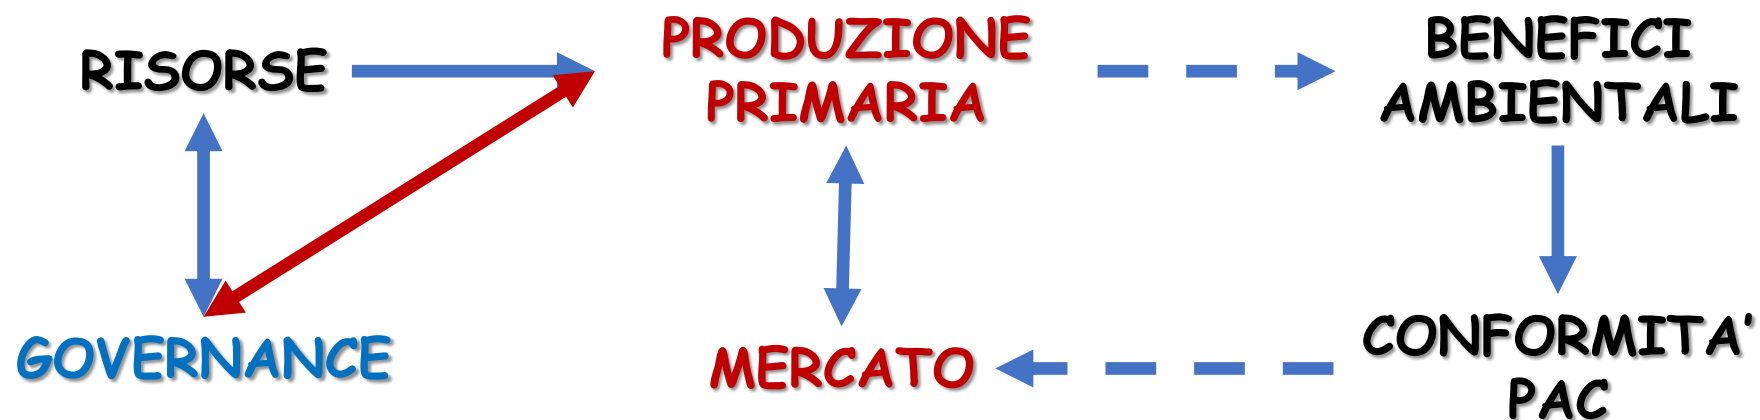 RISORSE
PRODUZIONE
PRIMARIA
BENEFICI
AMBIENTALI
GOVERNANCE
MERCATO
CONFORMITA'
PAC